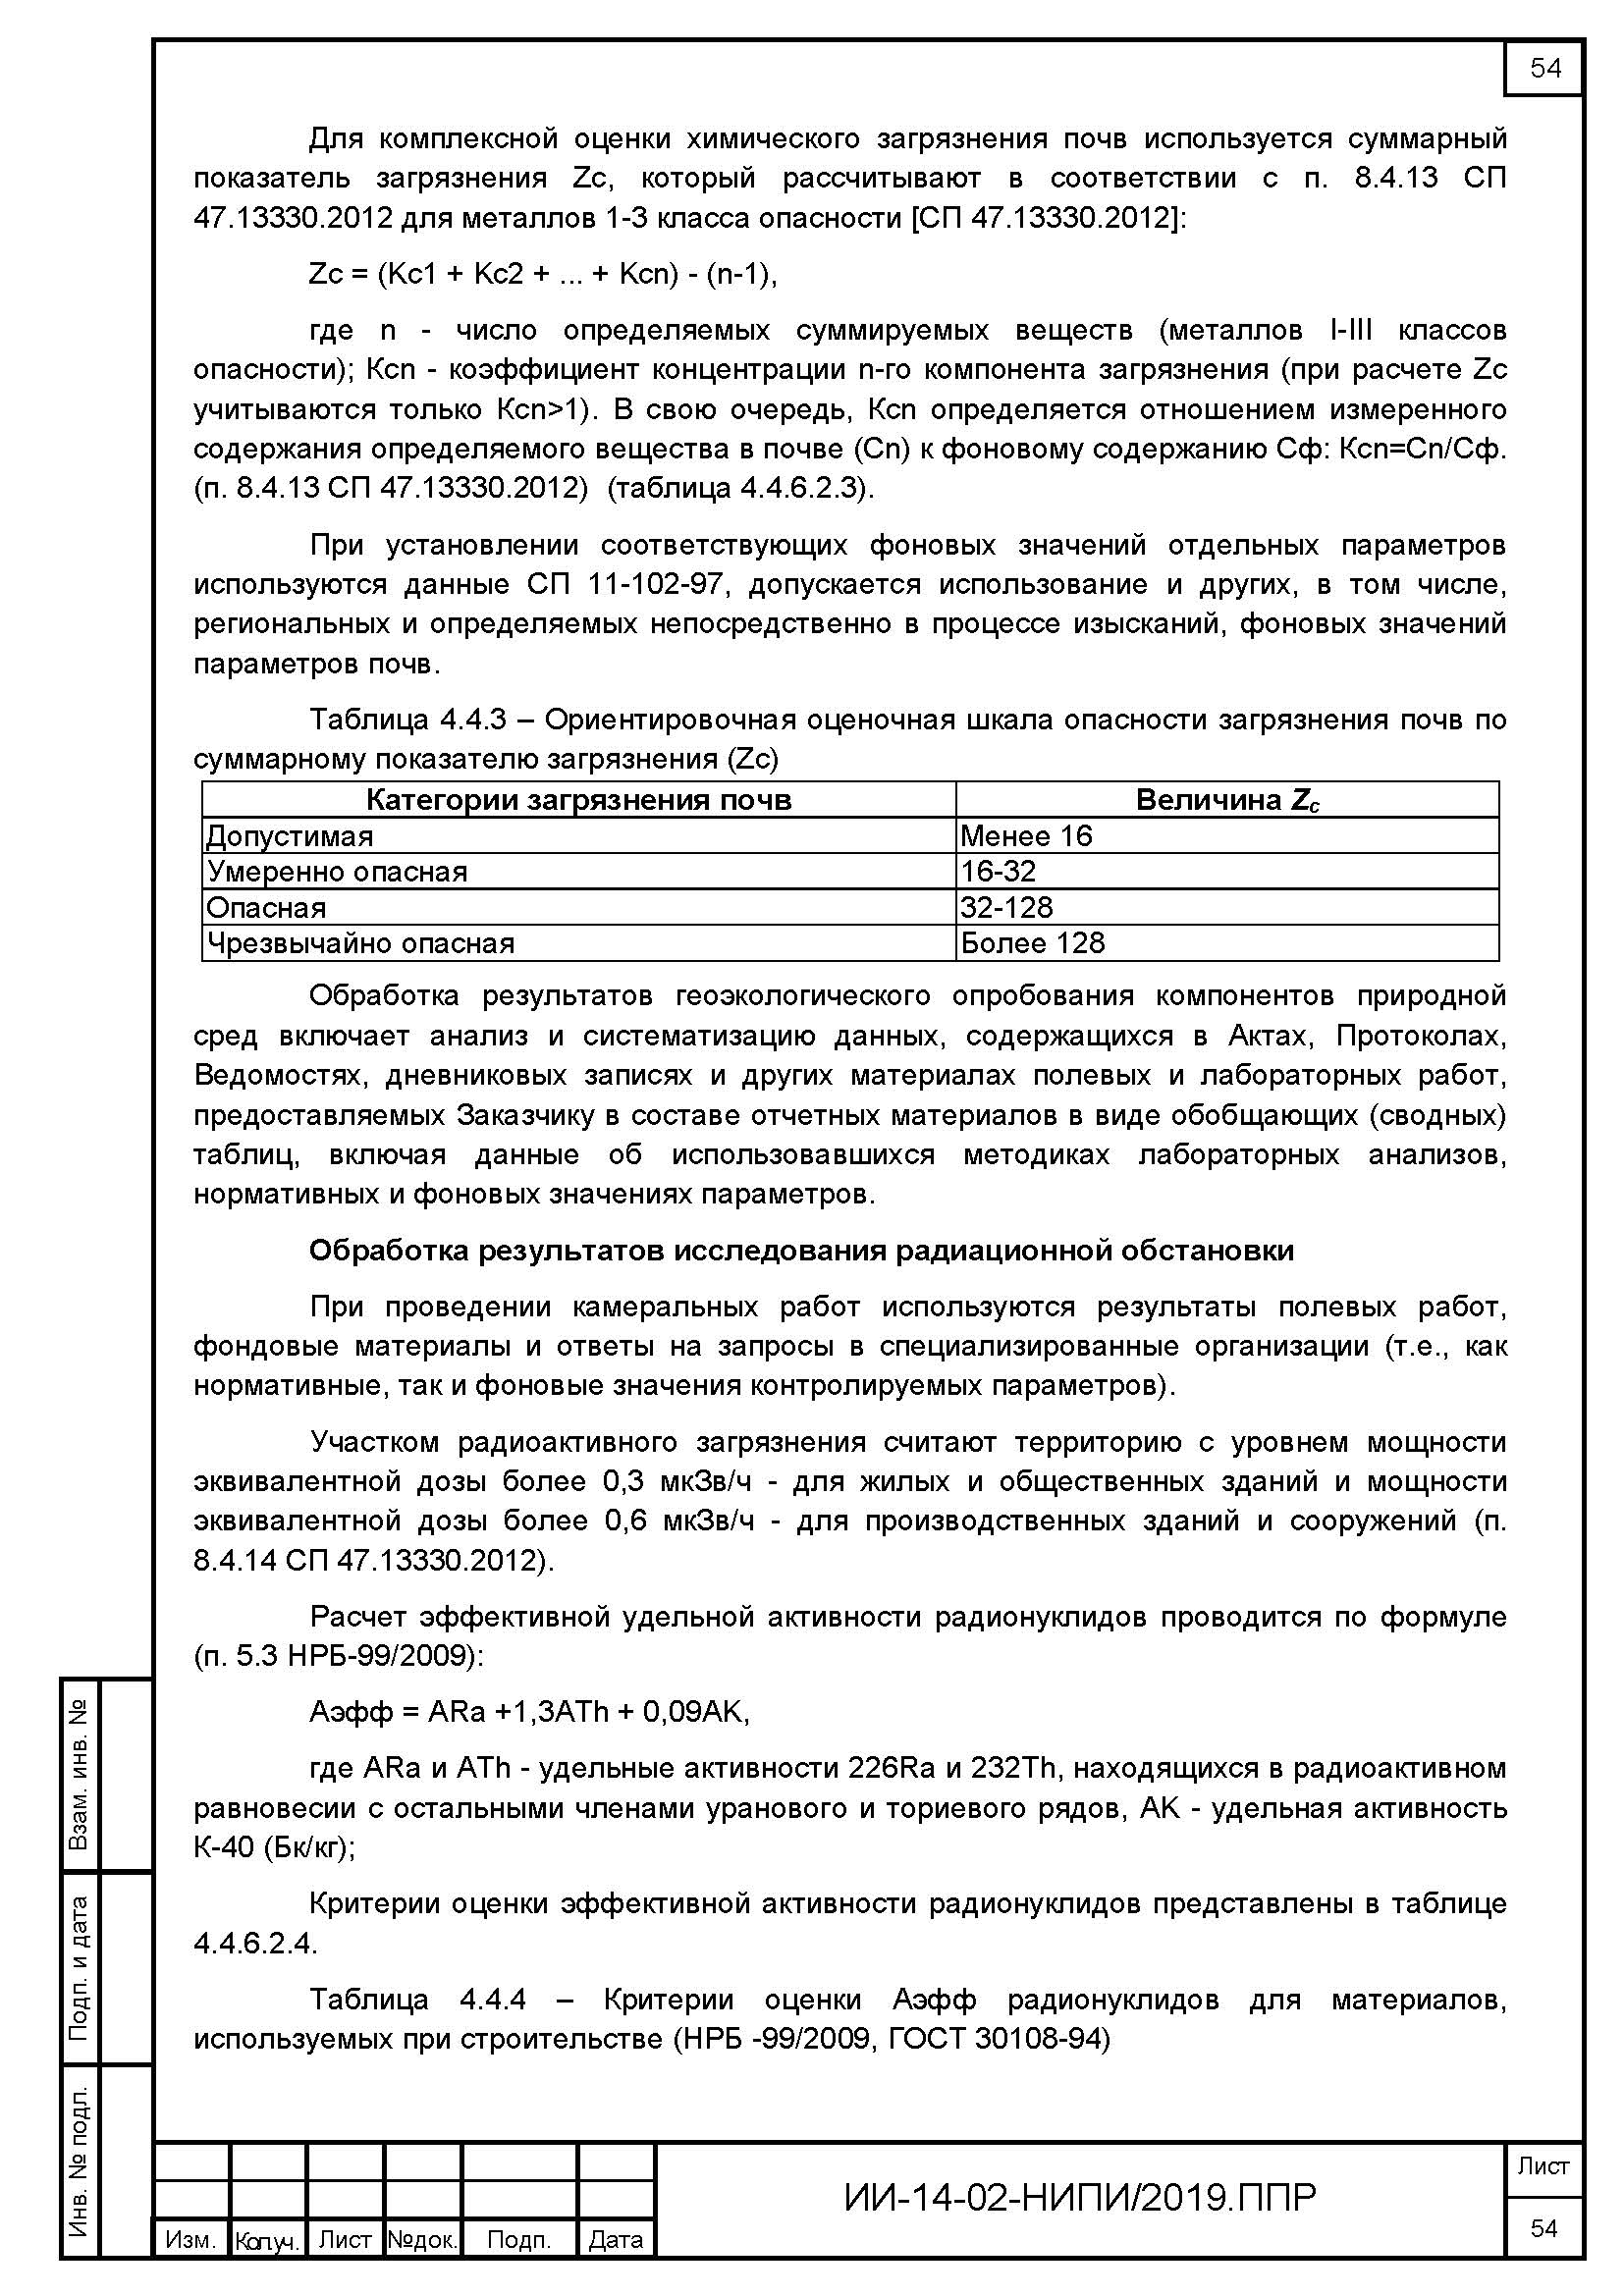 54
Для комплексной оценки химического загрязнения почв используется суммарный
показатель загрязнения Zc, который рассчитывают в соответствии с п. 8.4.13 СП
47.13330.2012 для металлов 1-3 класса опасности [СП 47.13330.2012]:
Zc = (Kc1 + Kc2 + ... + Kcn) - (n-1),
где n - число определяемых суммируемых веществ (металлов I-III классов
опасности); Ксn - коэффициент концентрации n-го компонента загрязнения (при расчете Zc
учитываются только Ксn>1). В свою очередь, Ксn определяется отношением измеренного
содержания определяемого вещества в почве (Сn) к фоновому содержанию Сф: Ксn=Сn/Сф.
(п. 8.4.13 СП 47.13330.2012)  (таблица 4.4.6.2.3).
При установлении соответствующих фоновых значений отдельных параметров
используются данные СП 11-102-97, допускается использование и других, в том числе,
региональных и определяемых непосредственно в процессе изысканий, фоновых значений
параметров почв.
Таблица 4.4.3 – Ориентировочная оценочная шкала опасности загрязнения почв по
суммарному показателю загрязнения (Zc)
Категории загрязнения почв Величина Zc
Допустимая Менее 16
Умеренно опасная 16-32
Опасная 32-128
Чрезвычайно опасная Более 128
Обработка результатов геоэкологического опробования компонентов природной
сред включает анализ и систематизацию данных, содержащихся в Актах, Протоколах,
Ведомостях, дневниковых записях и других материалах полевых и лабораторных работ,
предоставляемых Заказчику в составе отчетных материалов в виде обобщающих (сводных)
таблиц, включая данные об использовавшихся методиках лабораторных анализов,
нормативных и фоновых значениях параметров.
Обработка результатов исследования радиационной обстановки
При проведении камеральных работ используются результаты полевых работ,
фондовые материалы и ответы на запросы в специализированные организации (т.е., как
нормативные, так и фоновые значения контролируемых параметров).
Участком радиоактивного загрязнения считают территорию с уровнем мощности
эквивалентной дозы более 0,3 мкЗв/ч - для жилых и общественных зданий и мощности
эквивалентной дозы более 0,6 мкЗв/ч - для производственных зданий и сооружений (п.
8.4.14 СП 47.13330.2012).
Расчет эффективной удельной активности радионуклидов проводится по формуле
(п. 5.3 НРБ-99/2009):
Аэфф = АRa +1,3АTh + 0,09АK,
где АRa и АTh - удельные активности 226Ra и 232Th, находящихся в радиоактивном
равновесии с остальными членами уранового и ториевого рядов, АK - удельная активность
К-40 (Бк/кг);
Критерии оценки эффективной активности радионуклидов представлены в таблице
4.4.6.2.4.
Таблица 4.4.4 – Критерии оценки Аэфф радионуклидов для материалов,
используемых при строительстве (НРБ -99/2009, ГОСТ 30108-94)
Взам. инв. №
Подп. и дата
Инв. № подл.
Изм. Кол.уч. Лист №док. Подп. Дата
ИИ-14-02-НИПИ/2019.ППР
Лист
54